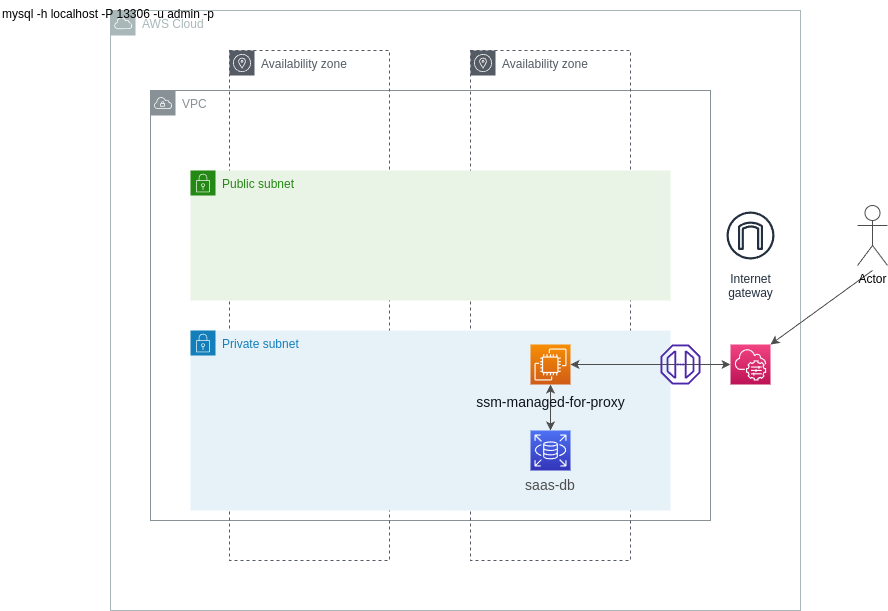 mysql -h localhost -P 13306 -u admin -p
AWS Cloud
Availability zone
Availability zone
VPC
Public subnet
Internet
gateway
Actor
Private subnet
ssm-managed-for-proxy
saas-db